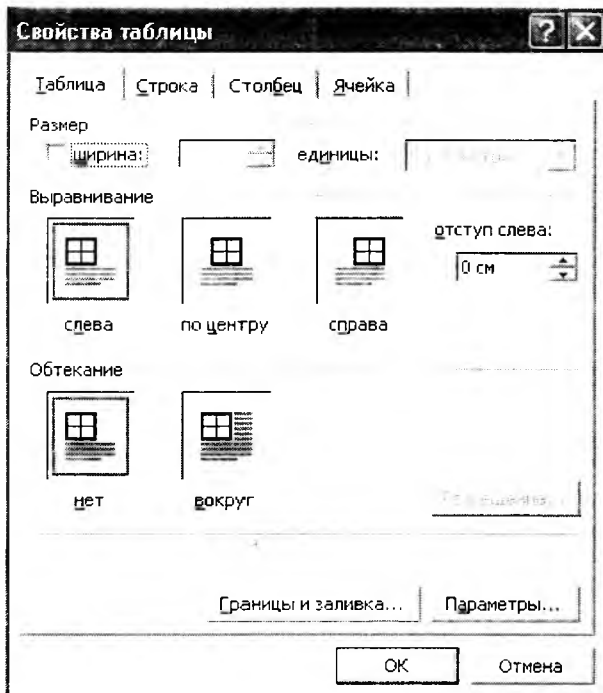 Свойства таблицы
Таблица Строка Столбец Ячейка
Размер
ширина: единицы:
Выравнивание
отступ слева:
0 см
слева по центру справа
Обтекание
нет вокруг
Границы и заливка... Параметры...
ОК Отмена